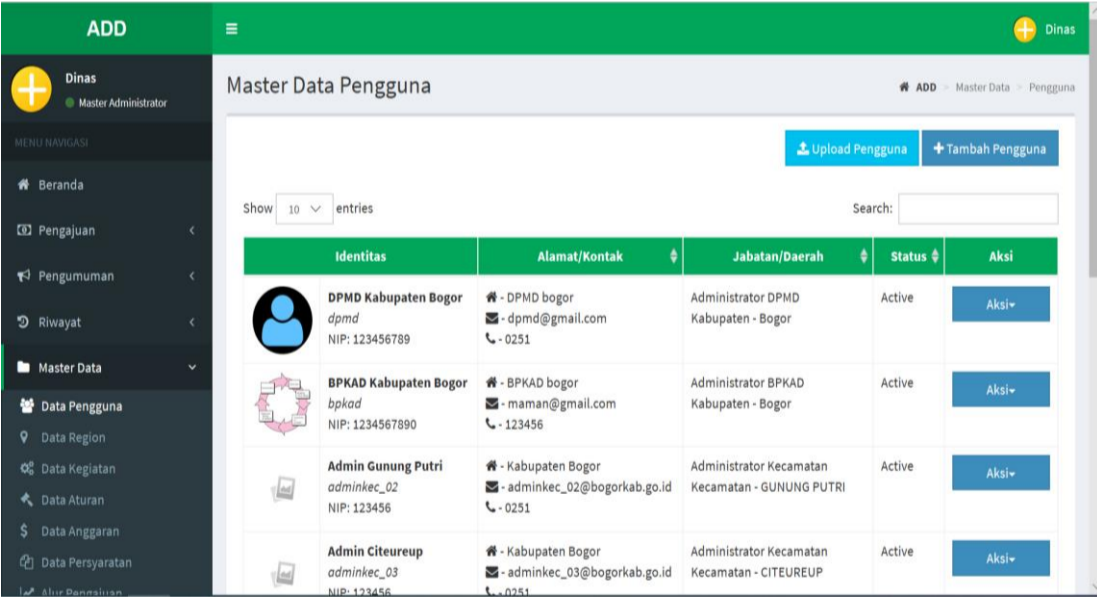 ADD
Dinas
Dinas
Master Administrator
MENU NAVIGASI
Beranda
Pengajuan
Pengumuman
Riwayat
Master Data
Data Pengguna
Data Region
Data Kegiatan
Data Aturan
Data Anggaran
Data Persyaratan
Alur Pengajuan
Master Data Pengguna
ADD > Master Data > Pengguna
Upload Pengguna
+ Tambah Pengguna
Show 10 entries
Search:
Identitas Alamat/Kontak Jabatan/Daerah Status Aksi
DPMD Kabupaten Bogor
dpmd
NIP: 123456789
- DPMD bogor
- dpmd@gmail.com
- 0251
Administrator DPMD
Kabupaten - Bogor
Active
Aksi
BPKAD Kabupaten Bogor
bpkad
NIP: 1234567890
- BPKAD bogor
- maman@gmail.com
- 123456
Administrator BPKAD
Kabupaten - Bogor
Active
Aksi
Admin Gunung Putri
adminkec_02
NIP: 123456
- Kabupaten Bogor
- adminkec_02@bogorkab.go.id
- 0251
Administrator Kecamatan
Kecamatan - GUNUNG PUTRI
Active
Aksi
Admin Citeureup
adminkec_03
NIP: 123456
- Kabupaten Bogor
- adminkec_03@bogorkab.go.id
- 0251
Administrator Kecamatan
Kecamatan - CITEUREUP
Active
Aksi